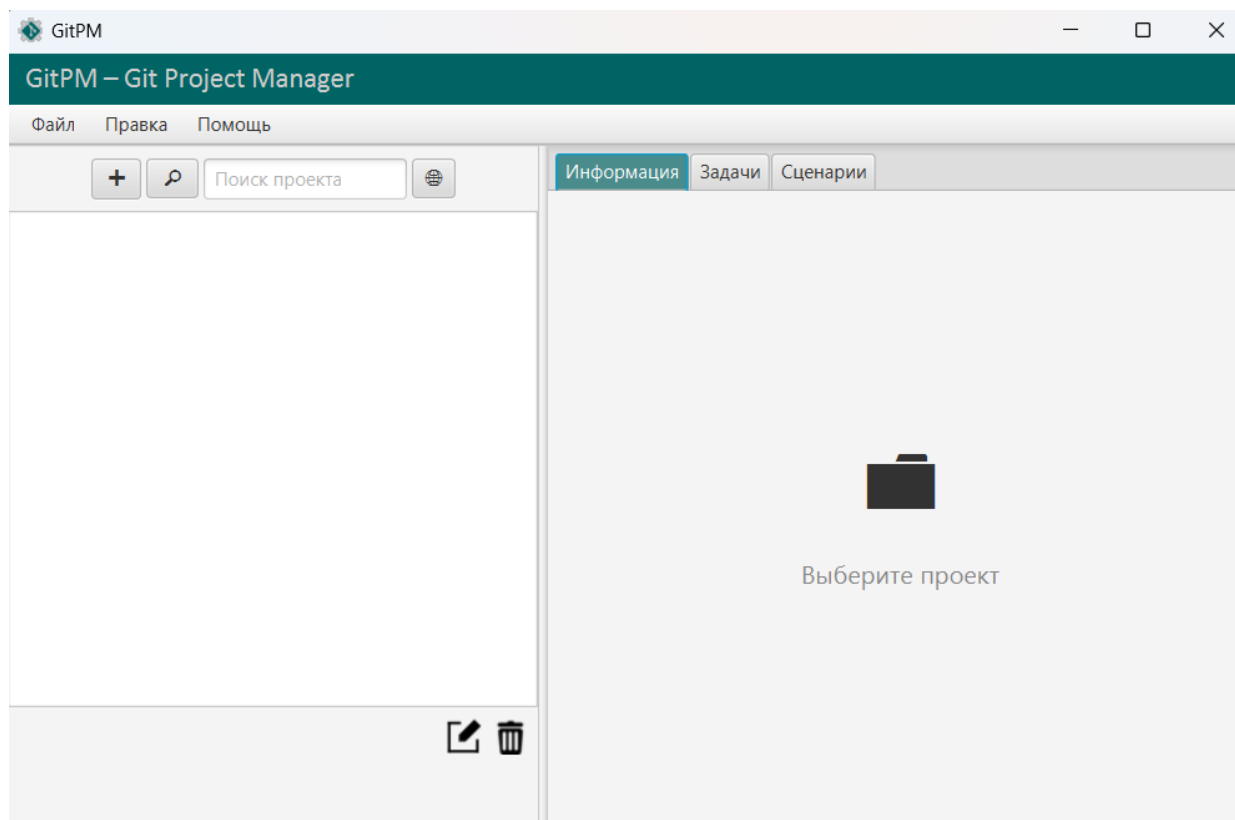 GitPM
GitPM – Git Project Manager
Файл Правка Помощь
Поиск проекта
Информация Задачи Сценарии
Выберите проект